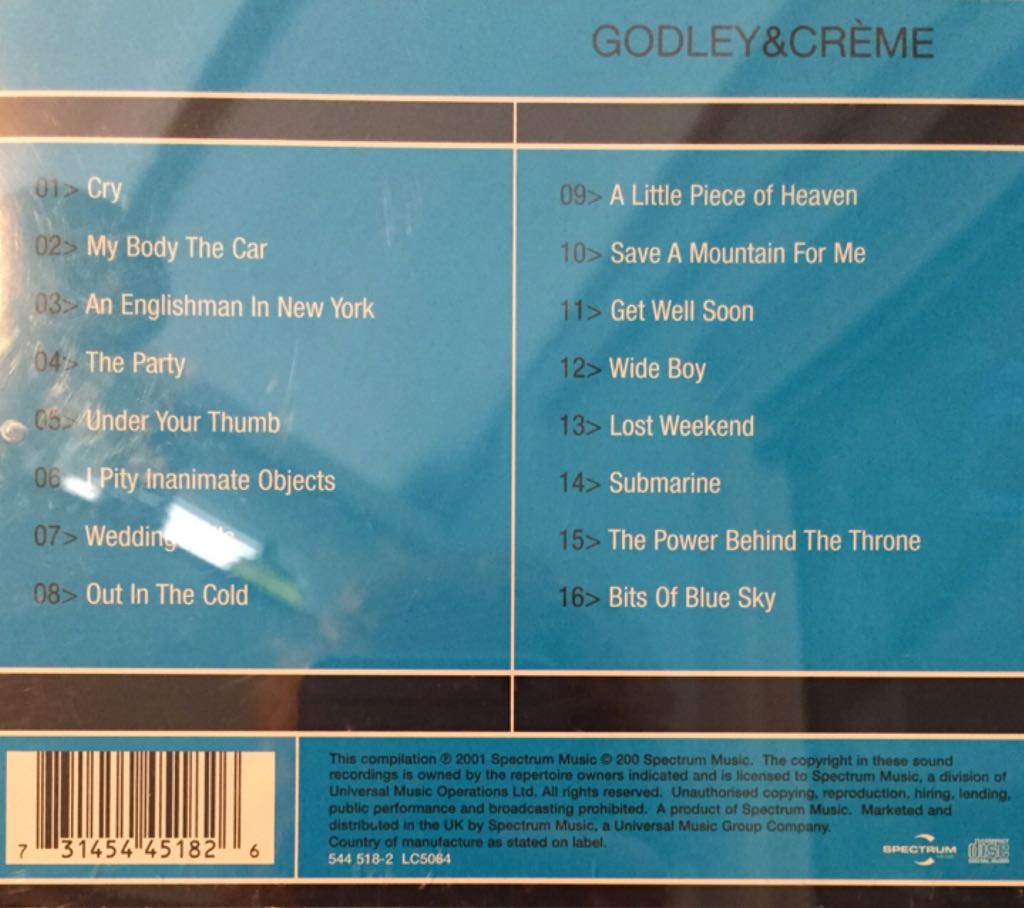 GODLEY&CRÈME
01> Cry
02> My Body The Car
03> An Englishman In New York
04> The Party
05> Under Your Thumb
06 I Pity Inanimate Objects
07> Wedding
08> Out In The Cold
09> A Little Piece of Heaven
10> Save A Mountain For Me
11> Get Well Soon
12> Wide Boy
13> Lost Weekend
14> Submarine
15> The Power Behind The Throne
16> Bits Of Blue Sky
7 31454 45182 6
This compilation ℗ 2001 Spectrum Music © 200 Spectrum Music. The copyright in these sound
recordings is owned by the repertoire owners indicated and is licensed to Spectrum Music, a division of
Universal Music Operations Ltd. All rights reserved. Unauthorised copying, reproduction, hiring, lending,
public performance and broadcasting prohibited. A product of Spectrum Music. Marketed and
distributed in the UK by Spectrum Music, a Universal Music Group Company.
Country of manufacture as stated on label.
544 518-2 LC5064
SPECTRUM
MUSIC
COMPACT
disc
DIGITAL AUDIO